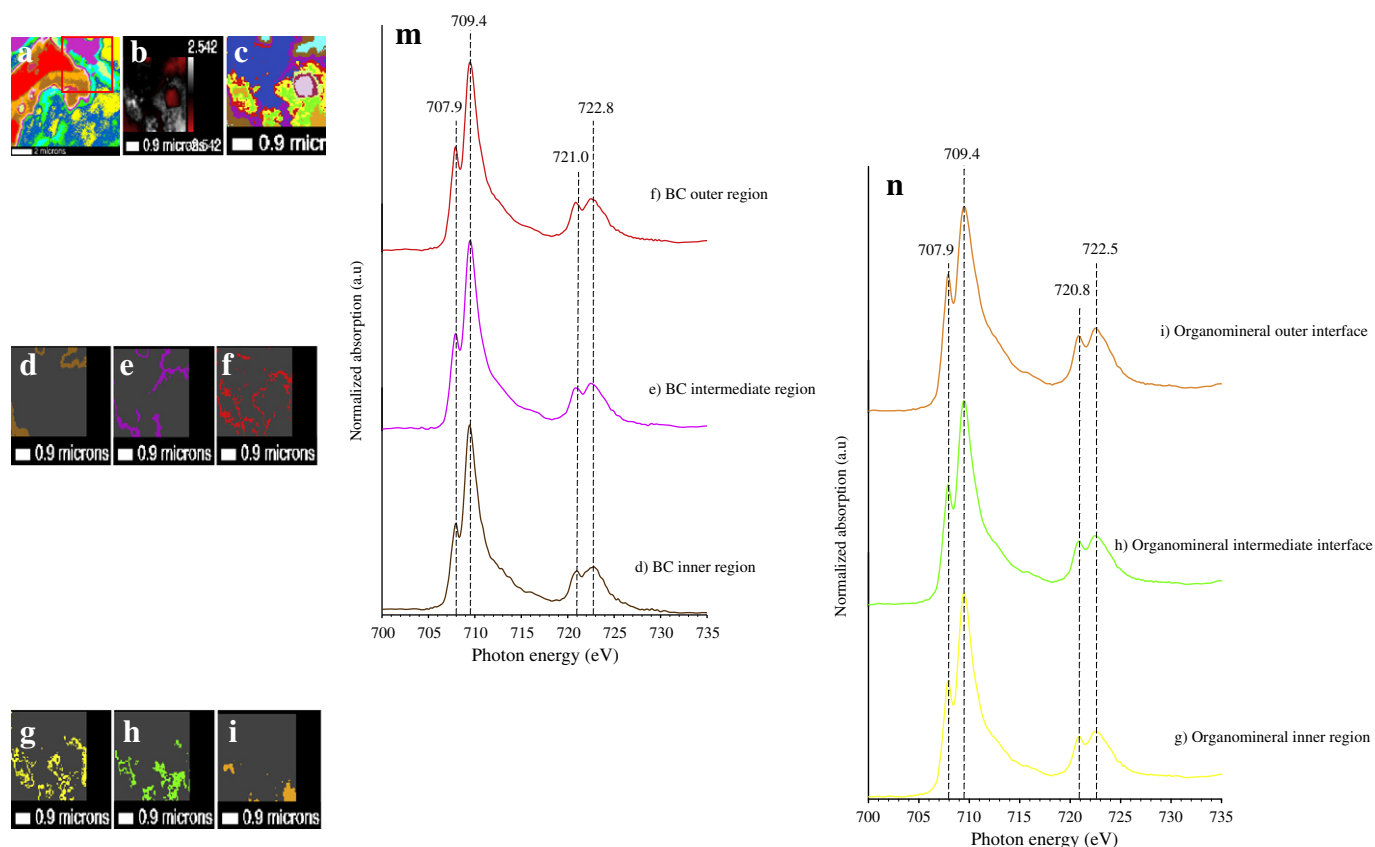 a
2 microns
b
2.542
0.9 microns
2.542
c
0.9 micr
d
0.9 microns
e
0.9 microns
f
0.9 microns
g
0.9 microns
h
0.9 microns
i
0.9 microns
m
709.4
707.9
722.8
721.0
f) BC outer region
e) BC intermediate region
d) BC inner region
Normalized absorption (a.u)
700 705 710 715 720 725 730 735
Photon energy (eV)
n
709.4
707.9
722.5
720.8
i) Organomineral outer interface
h) Organomineral intermediate interface
g) Organomineral inner region
Normalized absorption (a.u)
700 705 710 715 720 725 730 735
Photon energy (eV)